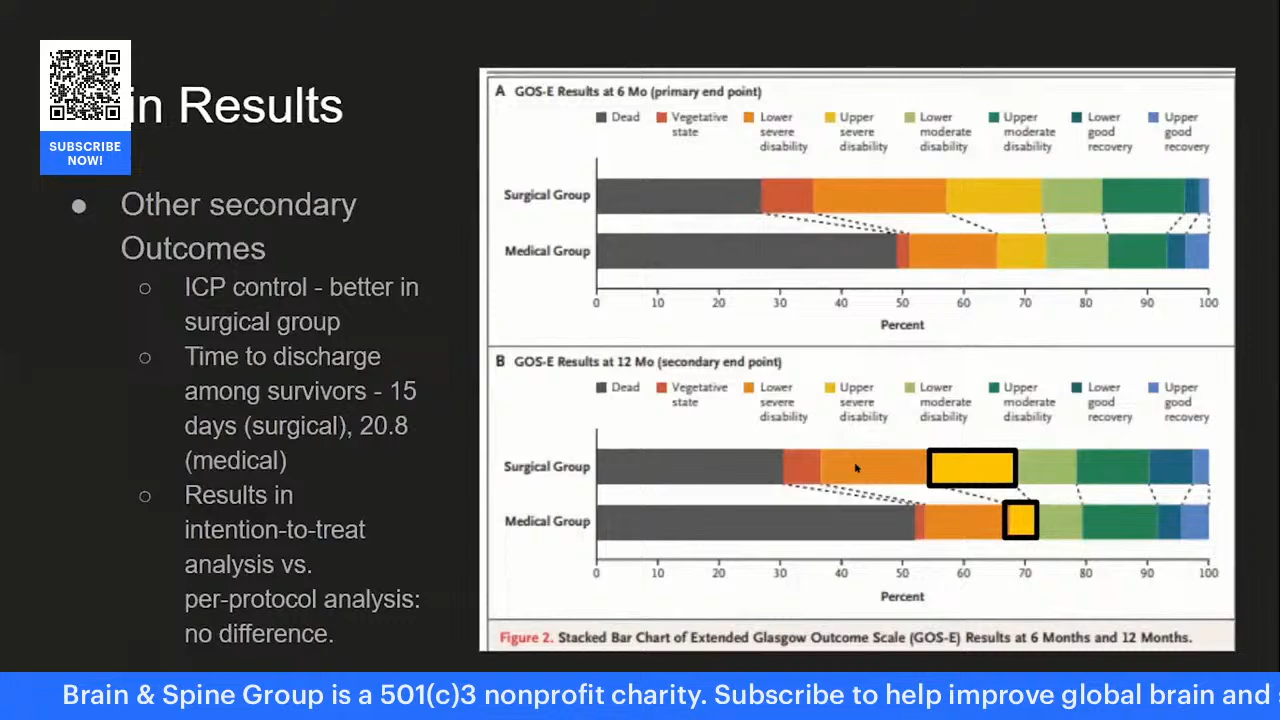 in Results
SUBSCRIBE
NOW!
● Other secondary
Outcomes
○ ICP control - better in
surgical group
○ Time to discharge
among survivors - 15
days (surgical), 20.8
(medical)
○ Results in
intention-to-treat
analysis vs.
per-protocol analysis:
no difference.
A GOS-E Results at 6 Mo (primary end point)
Dead Vegetative state Lower severe disability Upper severe disability Lower moderate disability Upper moderate disability Lower good recovery Upper good recovery
Surgical Group
Medical Group
0 10 20 30 40 50 60 70 80 90 100
Percent
B GOS-E Results at 12 Mo (secondary end point)
Dead Vegetative state Lower severe disability Upper severe disability Lower moderate disability Upper moderate disability Lower good recovery Upper good recovery
Surgical Group
Medical Group
0 10 20 30 40 50 60 70 80 90 100
Percent
Figure 2. Stacked Bar Chart of Extended Glasgow Outcome Scale (GOS-E) Results at 6 Months and 12 Months.
Brain & Spine Group is a 501(c)3 nonprofit charity. Subscribe to help improve global brain and